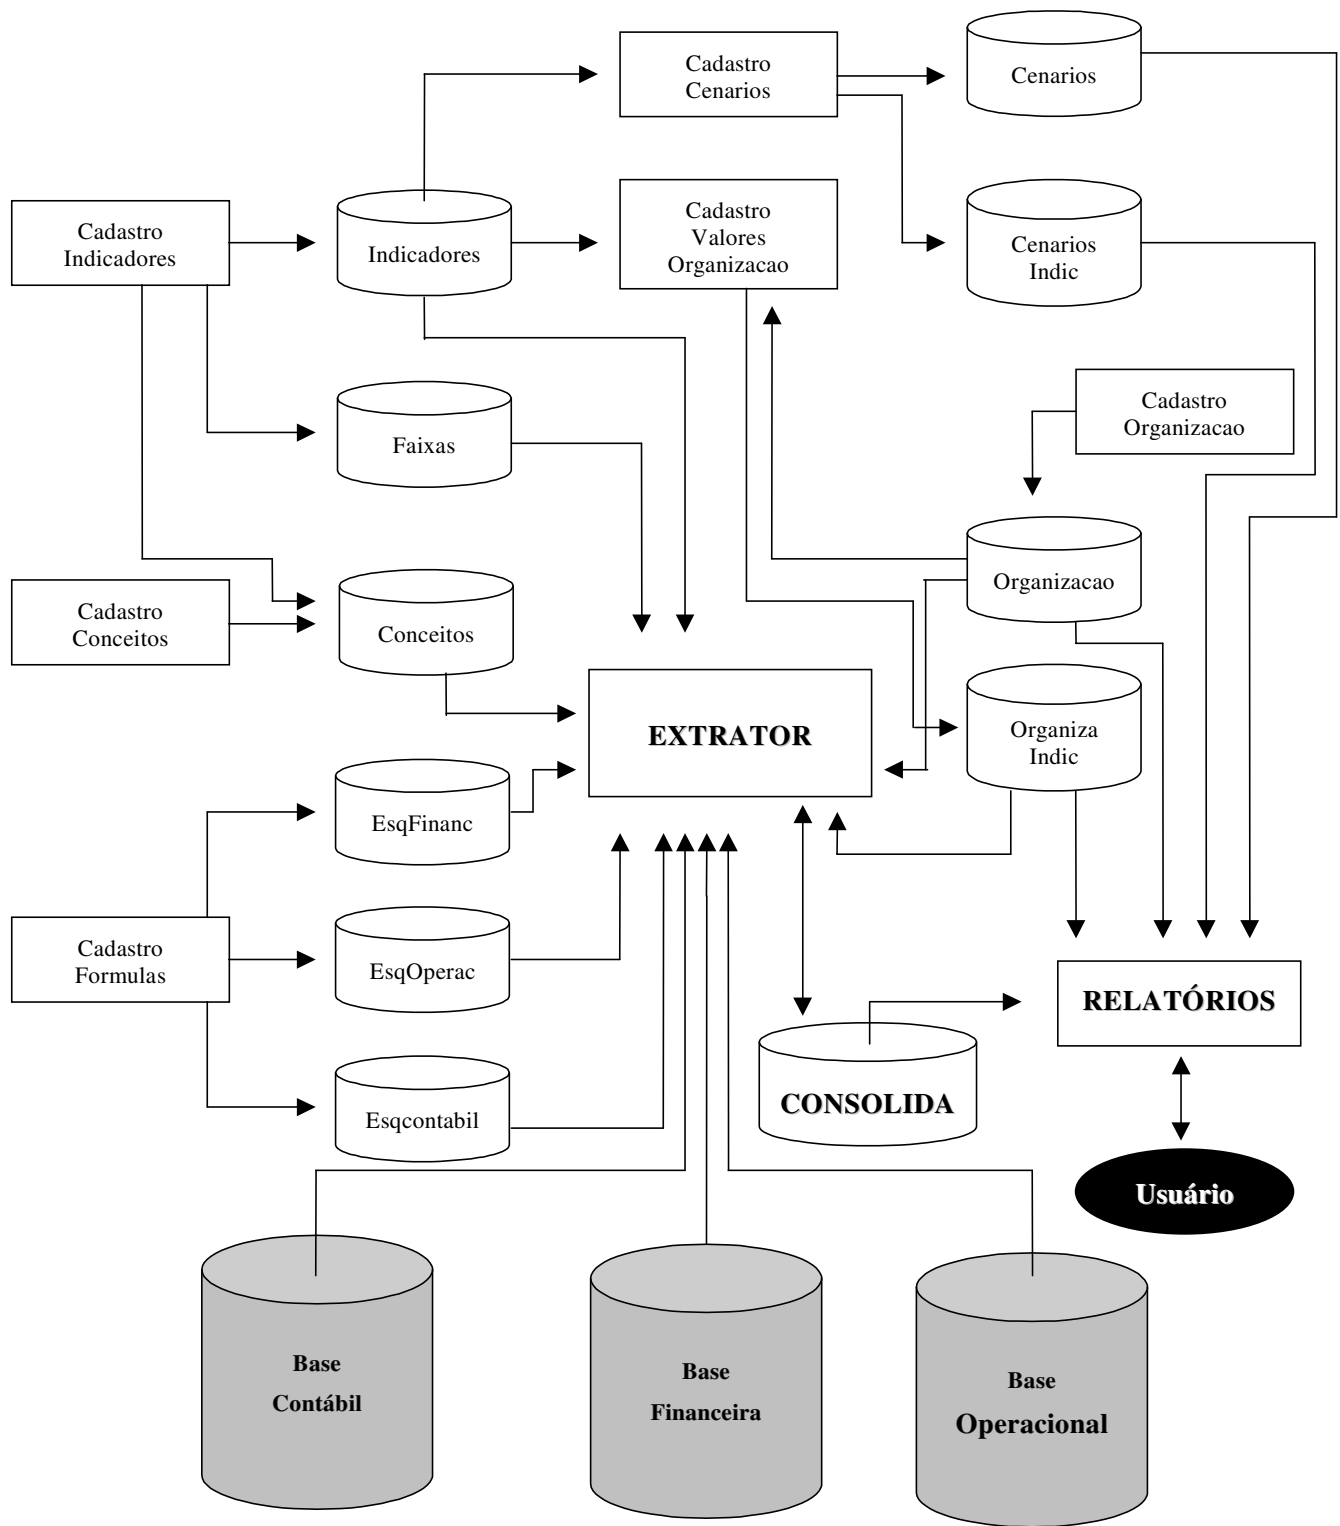 Cadastro
Cenarios
Cenarios
Cadastro
Indicadores
Indicadores
Cadastro
Valores
Organizacao
Cenarios
Indic
Faixas
Cadastro
Organizacao
Cadastro
Conceitos
Conceitos
Organizacao
EXTRATOR
Organiza
Indic
EsqFinanc
Cadastro
Formulas
EsqOperac
RELATÓRIOS
Esqcontabil
CONSOLIDA
Usuário
Base
Contábil
Base
Financeira
Base
Operacional